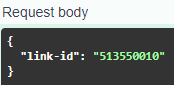 Request body
{
"link-id": "513550010"
}